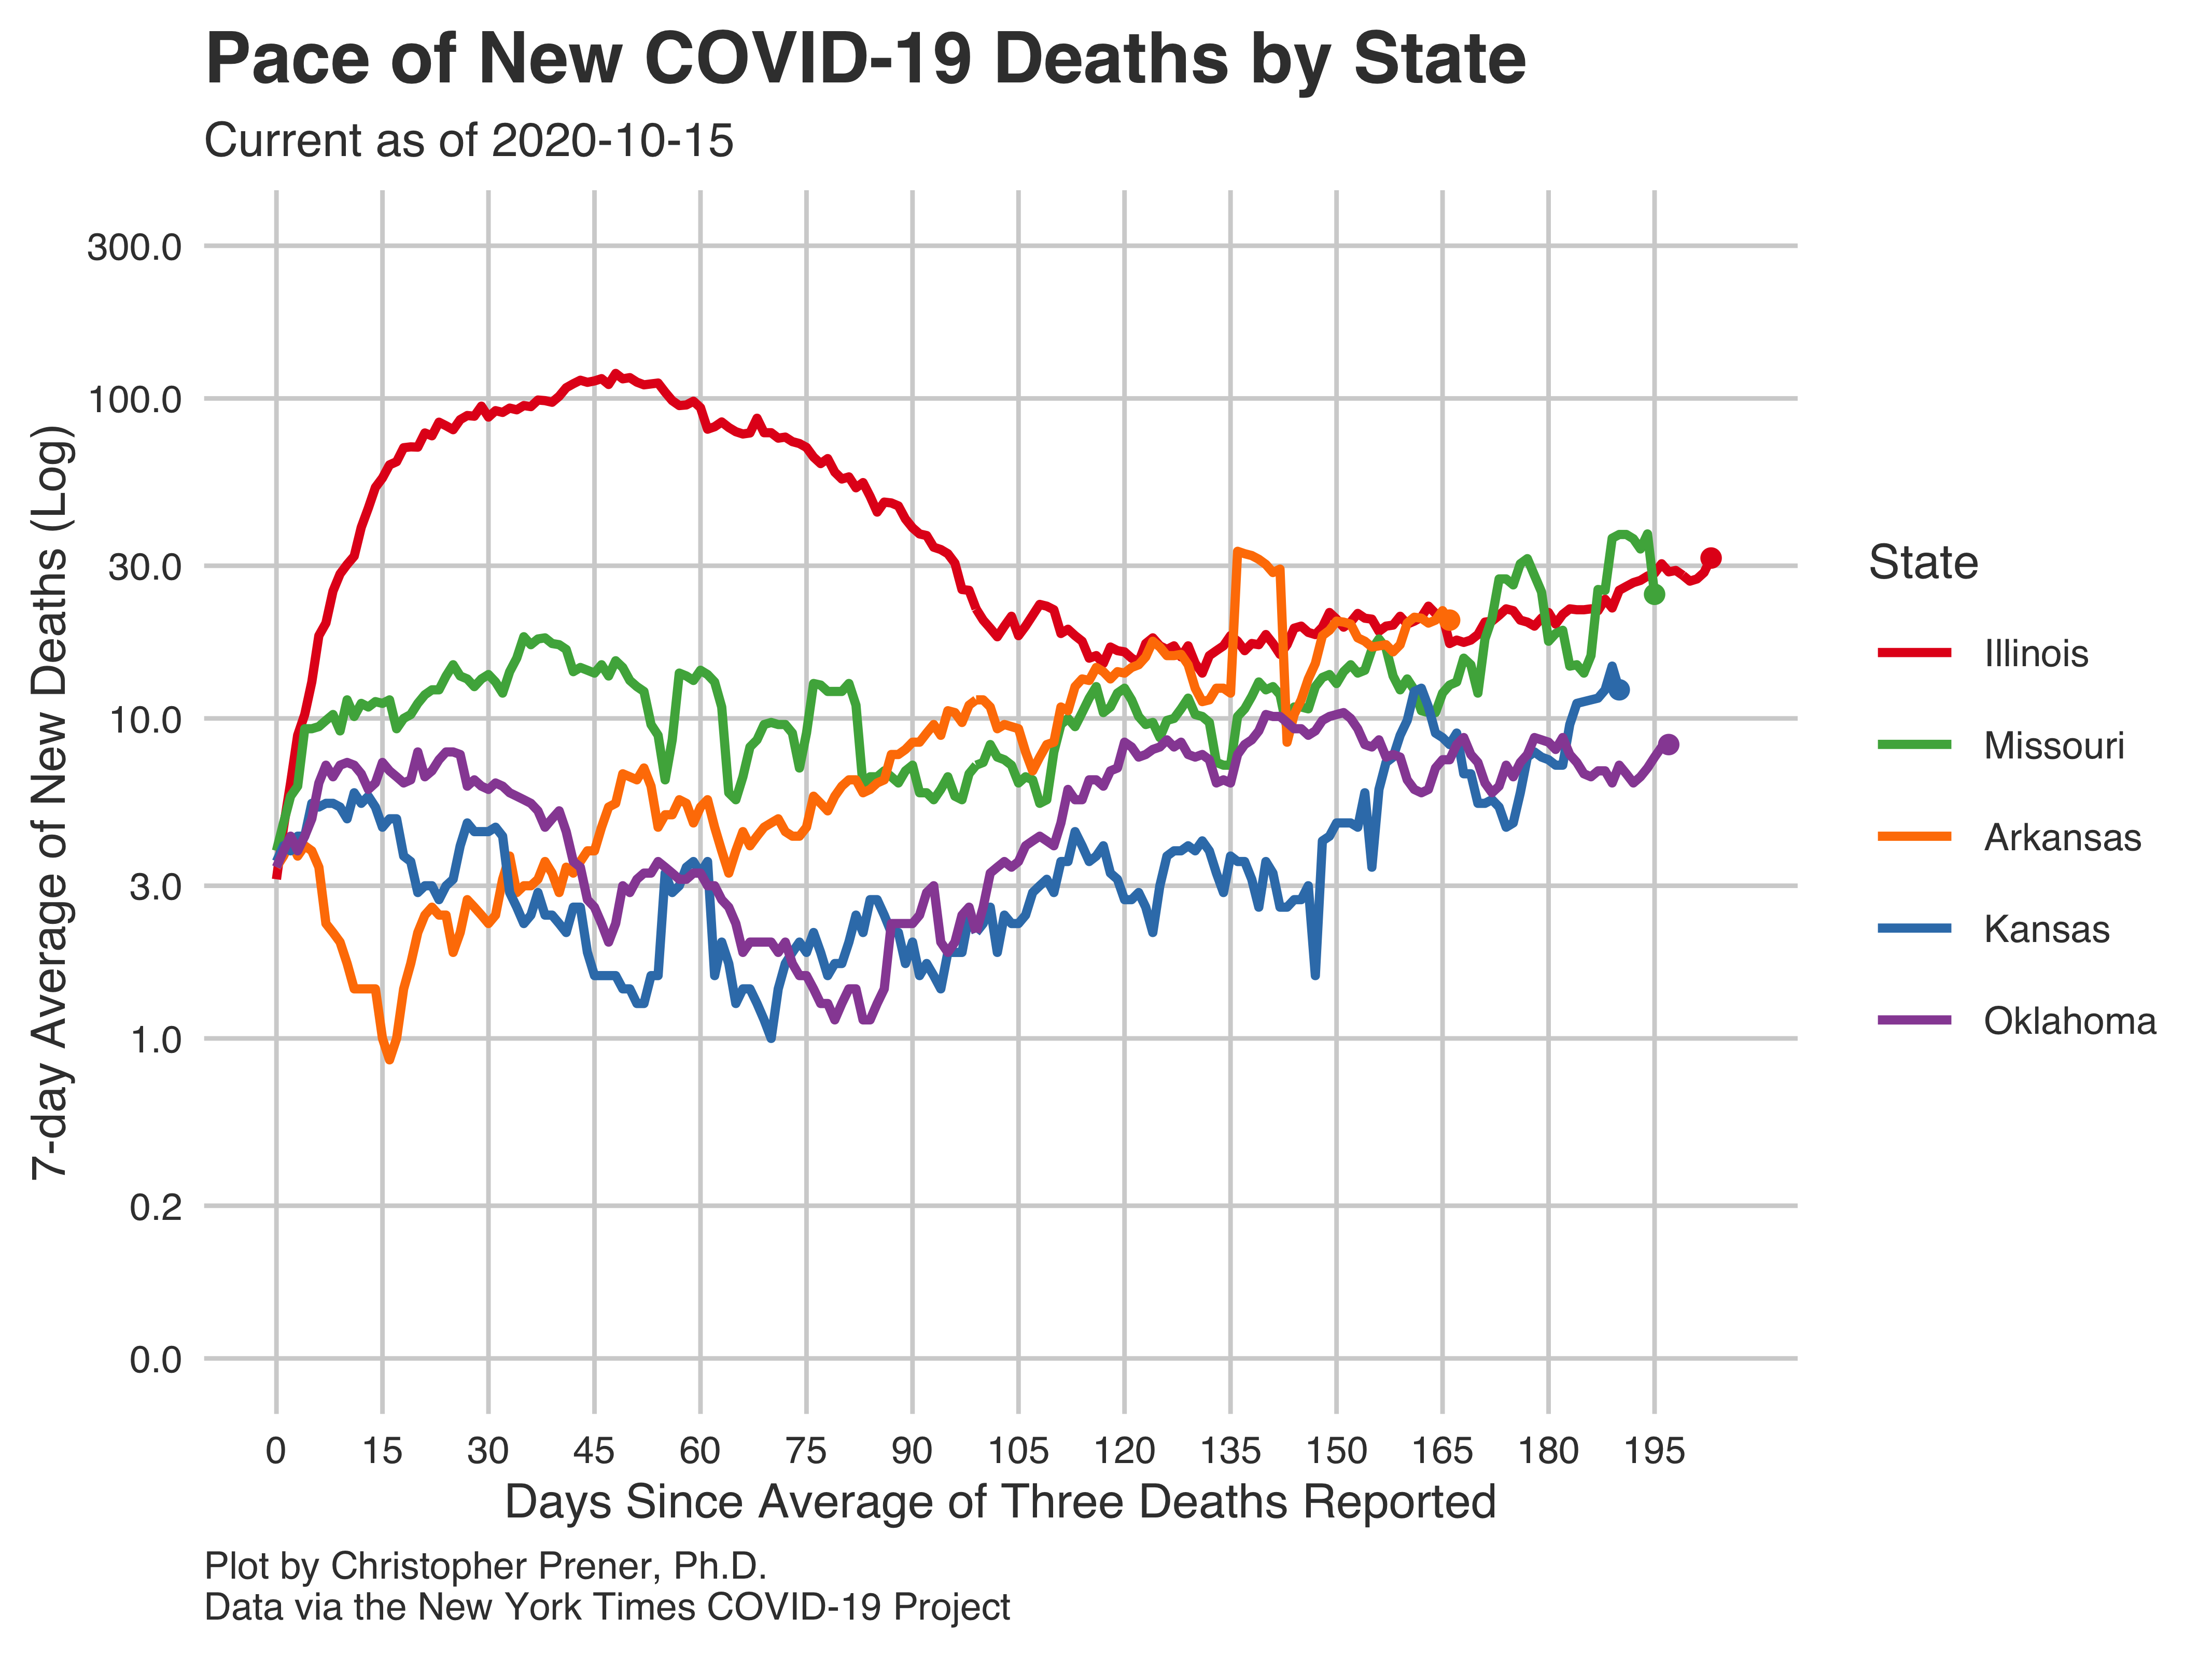 Pace of New COVID-19 Deaths by State
Current as of 2020-10-15
7-day Average of New Deaths (Log)
300.0
100.0
30.0
10.0
3.0
1.0
0.2
0.0
0 15 30 45 60 75 90 105 120 135 150 165 180 195
Days Since Average of Three Deaths Reported
State
Illinois
Missouri
Arkansas
Kansas
Oklahoma
Plot by Christopher Prener, Ph.D.
Data via the New York Times COVID-19 Project